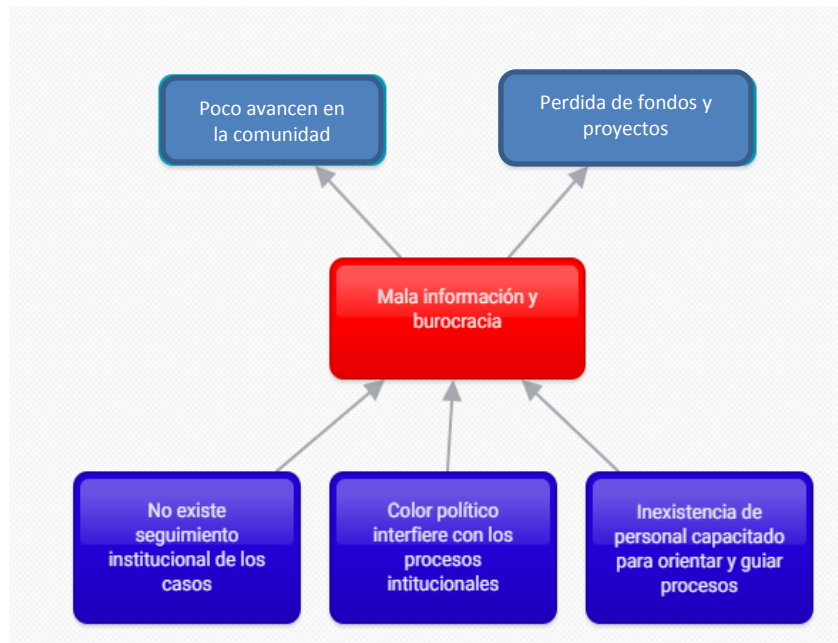 Poco avancen en
la comunidad
Perdida de fondos y
proyectos
Mala información y
burocracia
No existe
seguimiento
institucional de los
casos
Color político
interfiere con los
procesos
intitucionales
Inexistencia de
personal capacitado
para orientar y guiar
procesos